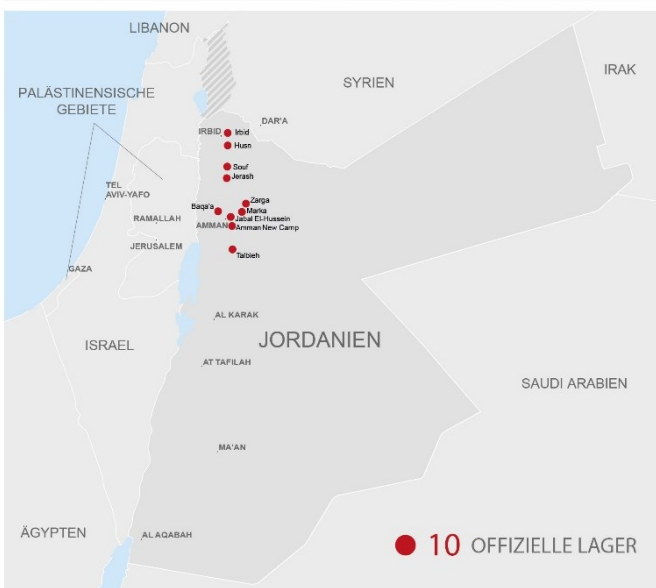 LIBANON
SYRIEN
IRAK
PALÄSTINENSISCHE
GEBIETE
DAR'A
IRBID
Irbid
Husn
Souf
Jerash
TEL
AVIV-YAFO
Zarqa
Baqa'a
Marka
RAMALLAH
Jabal El-Hussein
AMMAN
Amman New Camp
JERUSALEM
Talbieh
GAZA
AL KARAK
ISRAEL
JORDANIEN
AT TAFILAH
SAUDI ARABIEN
MA'AN
ÄGYPTEN
AL AQABAH
10 OFFIZIELLE LAGER